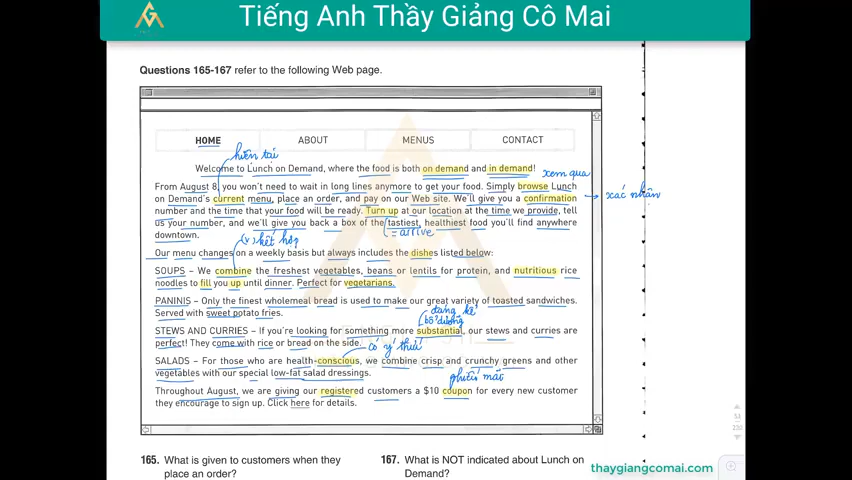 Tiếng Anh Thầy Giảng Cô Mai
Questions 165-167 refer to the following Web page.
HOME ABOUT MENUS CONTACT
hiện tại
Welcome to Lunch on Demand, where the food is both on demand and in demand!
xem qua
From August 8, you won't need to wait in long lines anymore to get your food. Simply browse Lunch
on Demand's current menu, place an order, and pay on our Web site. We'll give you a confirmation
xác nhận
number and the time that your food will be ready. Turn up at our location at the time we provide, tell
us your number, and we'll give you back a box of the tastiest, healthiest food you'll find anywhere
= arrive
downtown.
(v) kết hợp
Our menu changes on a weekly basis but always includes the dishes listed below:
SOUPS – We combine the freshest vegetables, beans or lentils for protein, and nutritious rice
noodles to fill you up until dinner. Perfect for vegetarians.
PANINIS – Only the finest wholemeal bread is used to make our great variety of toasted sandwiches.
Served with sweet potato fries.
đáng kể
bổ dưỡng
STEWS AND CURRIES – If you're looking for something more substantial, our stews and curries are
perfect! They come with rice or bread on the side.
có ý thức
SALADS – For those who are health-conscious, we combine crisp and crunchy greens and other
vegetables with our special low-fat salad dressings.
phiếu mất
Throughout August, we are giving our registered customers a $10 coupon for every new customer
they encourage to sign up. Click here for details.
165. What is given to customers when they
place an order?
167. What is NOT indicated about Lunch on
Demand?
thaygiangcomai.com
53
220